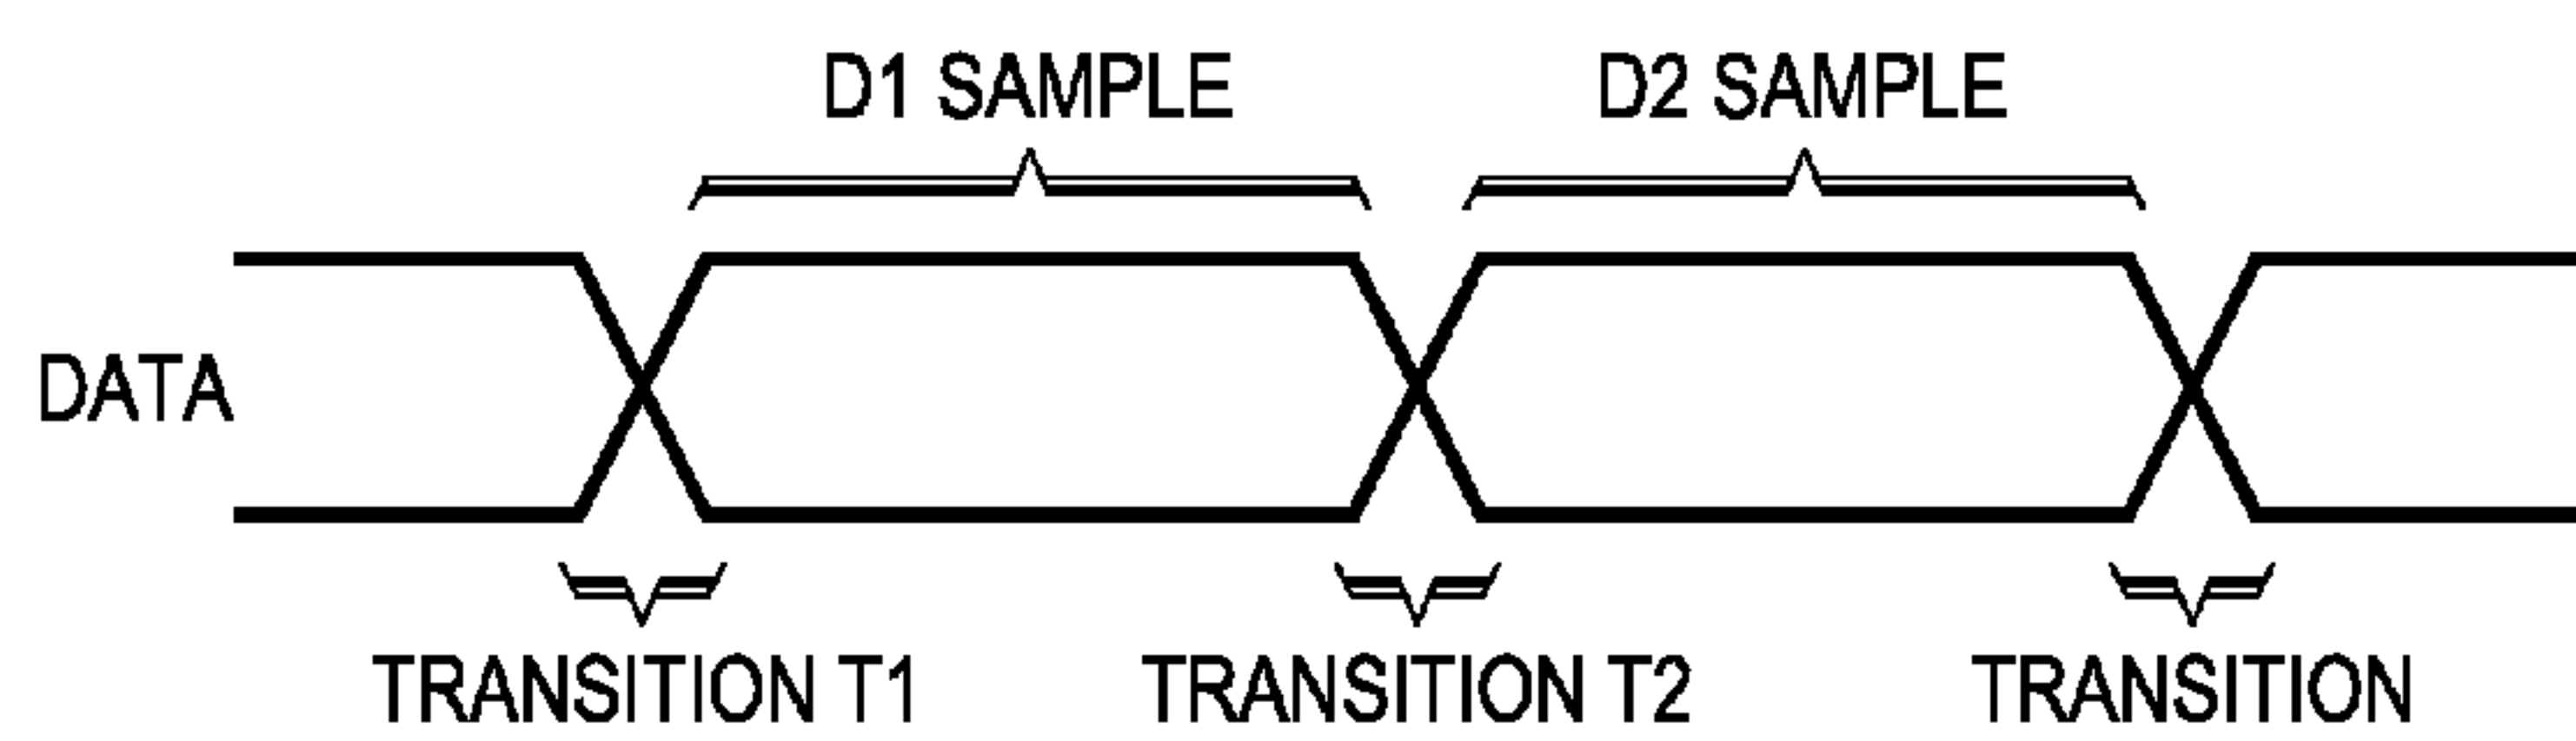 D1 SAMPLE
D2 SAMPLE
DATA
TRANSITION T1
TRANSITION T2
TRANSITION